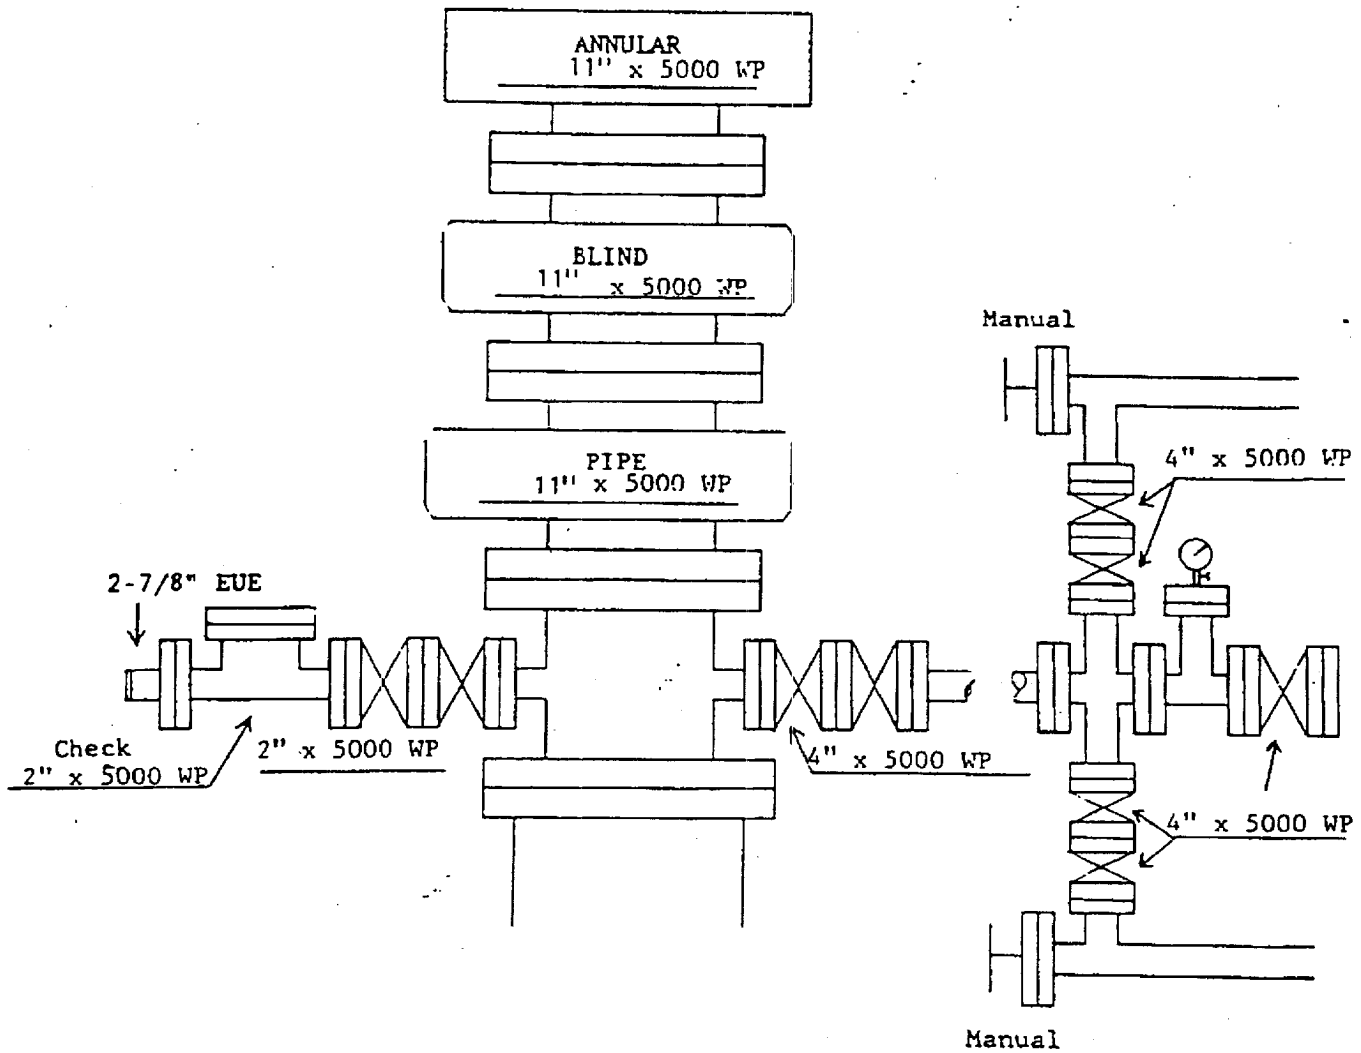 ANNULAR
11" x 5000 WP
BLIND
11" x 5000 WP
Manual
PIPE
11" x 5000 WP
4" x 5000 WP
2-7/8" EUE
Check
2" x 5000 WP
2" x 5000 WP
4" x 5000 WP
4" x 5000 WP
Manual